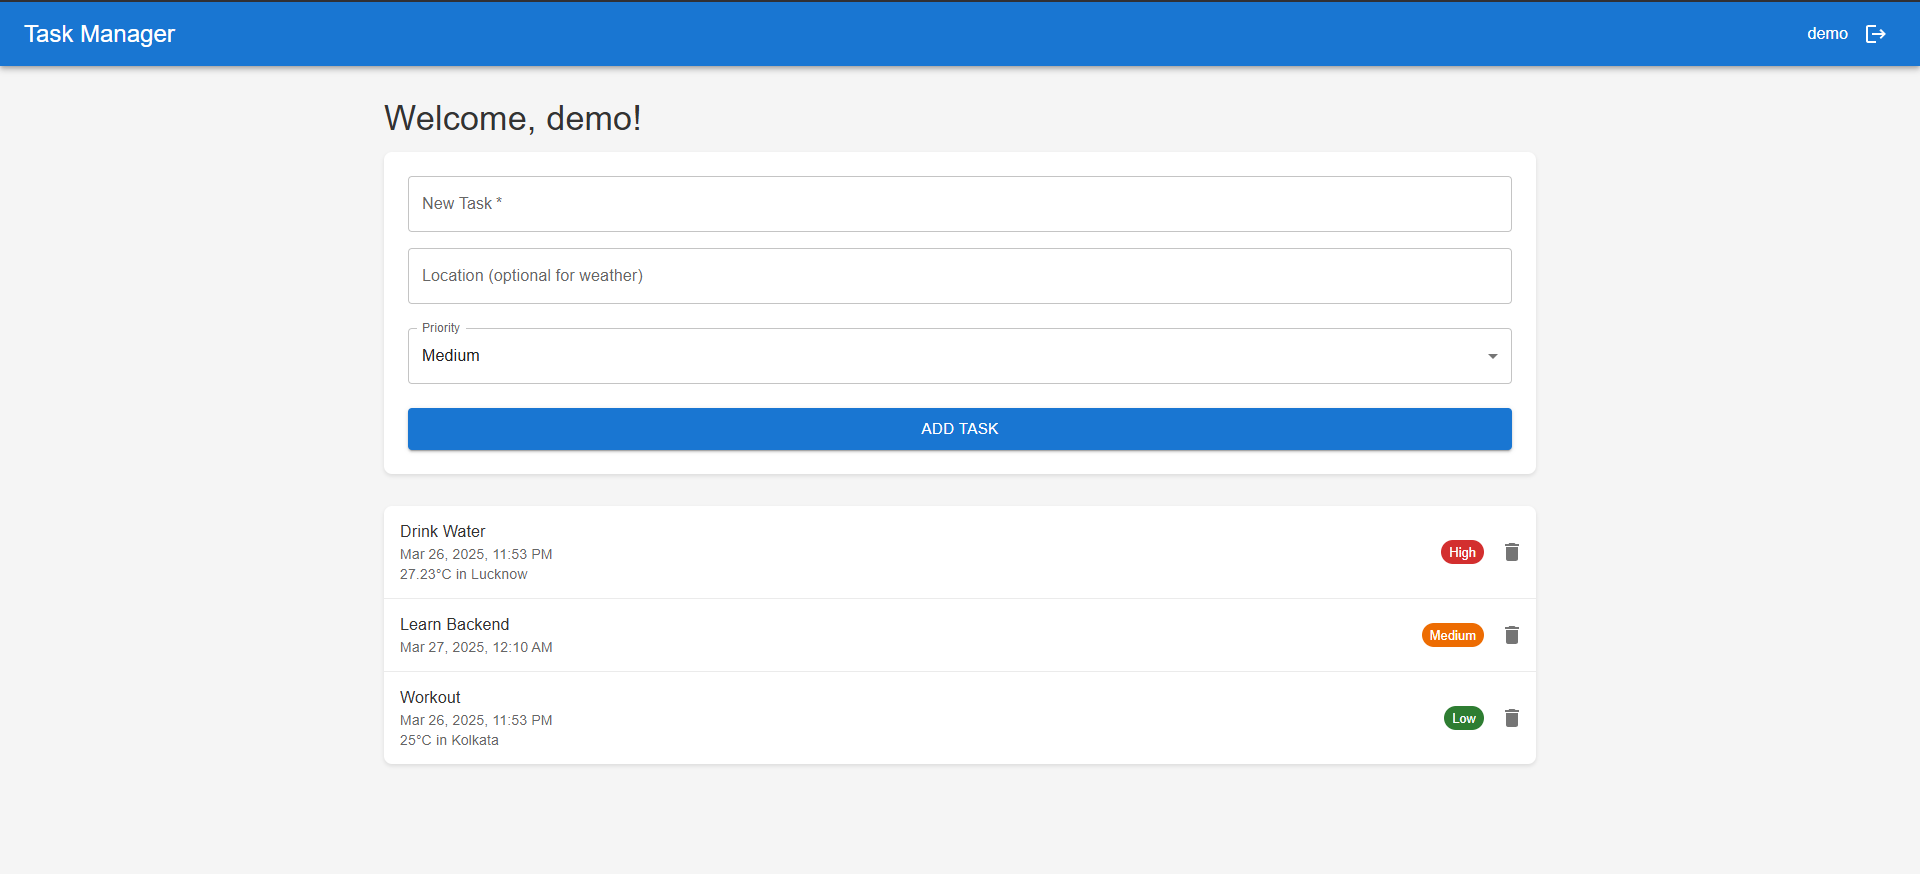 Task Manager
demo
Welcome, demo!
New Task *
Location (optional for weather)
Priority
Medium
ADD TASK
Drink Water
Mar 26, 2025, 11:53 PM
27.23°C in Lucknow
High
Learn Backend
Mar 27, 2025, 12:10 AM
Medium
Workout
Mar 26, 2025, 11:53 PM
25°C in Kolkata
Low